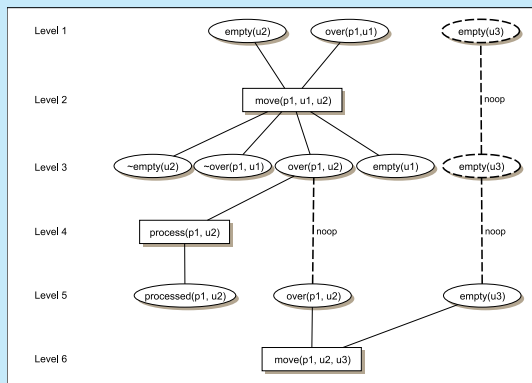 Level 1
empty(u2)
over(p1,u1)
empty(u3)
Level 2
move(p1, u1, u2)
noop
Level 3
~empty(u2)
~over(p1, u1)
over(p1, u2)
empty(u1)
empty(u3)
Level 4
process(p1, u2)
noop
noop
Level 5
processed(p1, u2)
over(p1, u2)
empty(u3)
Level 6
move(p1, u2, u3)